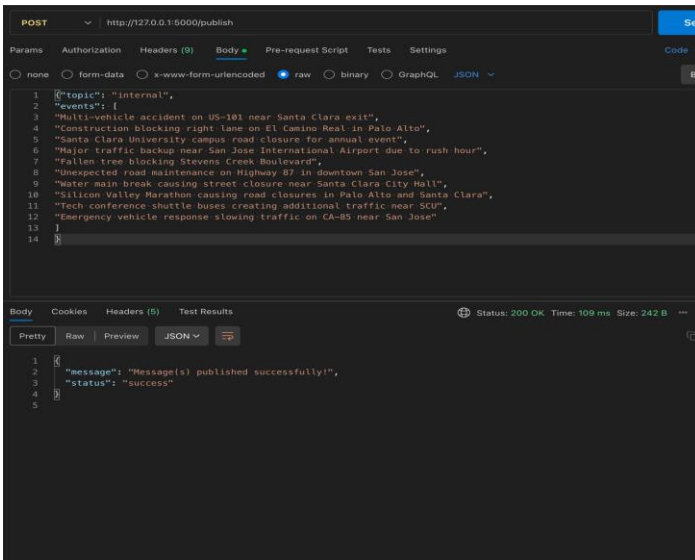 POST http://127.0.0.1:5000/publish Se
Params Authorization Headers (9) Body Pre-request Script Tests Settings Code
none form-data x-www-form-urlencoded raw binary GraphQL JSON B
1 {"topic": "internal",
2 "events": [
3 "Multi-vehicle accident on US-101 near Santa Clara exit",
4 "Construction blocking right lane on El Camino Real in Palo Alto",
5 "Santa Clara University campus road closure for annual event",
6 "Major traffic backup near San Jose International Airport due to rush hour",
7 "Fallen tree blocking Stevens Creek Boulevard",
8 "Unexpected road maintenance on Highway 87 in downtown San Jose",
9 "Water main break causing street closure near Santa Clara City Hall",
10 "Silicon Valley Marathon causing road closures in Palo Alto and Santa Clara",
11 "Tech conference shuttle buses creating additional traffic near SCU",
12 "Emergency vehicle response slowing traffic on CA-85 near San Jose"
13 ]
14 }
Body Cookies Headers (5) Test Results Status: 200 OK Time: 109 ms Size: 242 B
Pretty Raw Preview JSON
1 {
2 "message": "Message(s) published successfully!",
3 "status": "success"
4 }
5